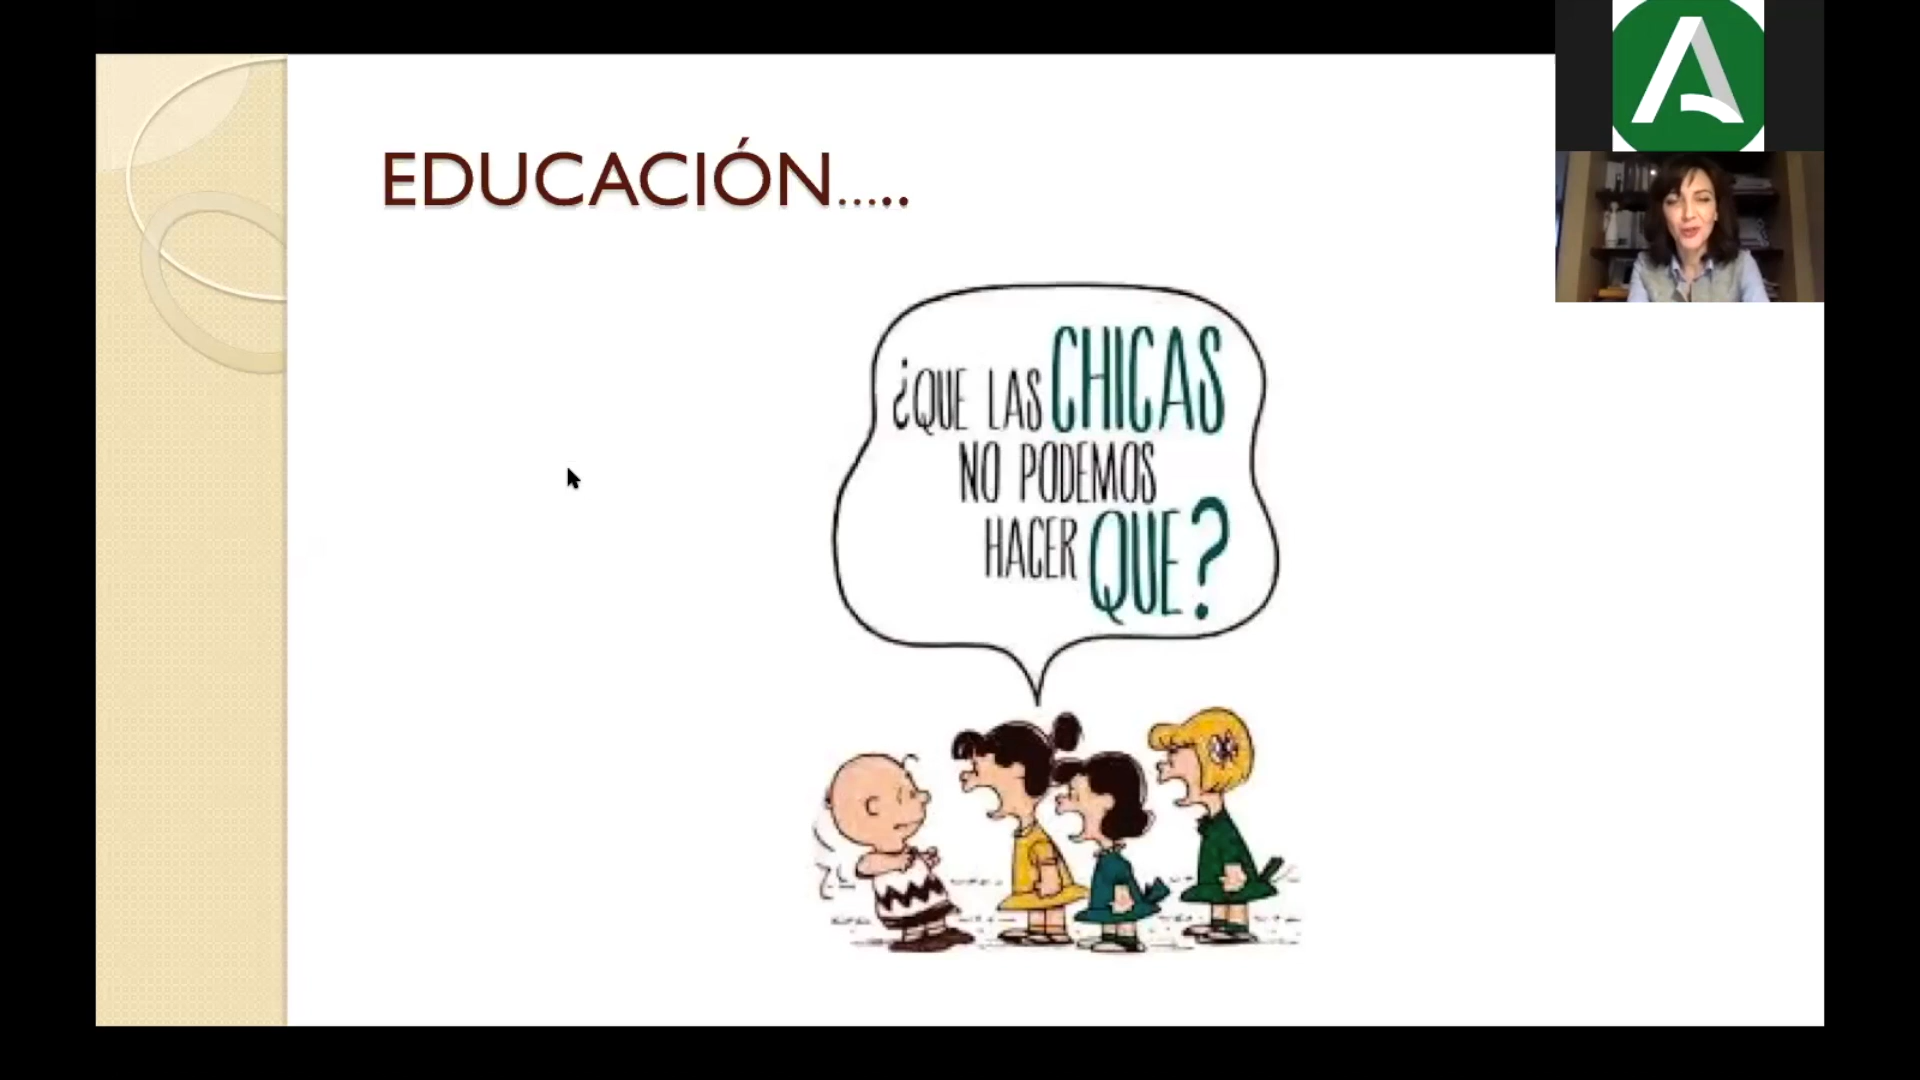 EDUCACIÓN.....
¿QUE LAS CHICAS
NO PODEMOS
HACER QUE?